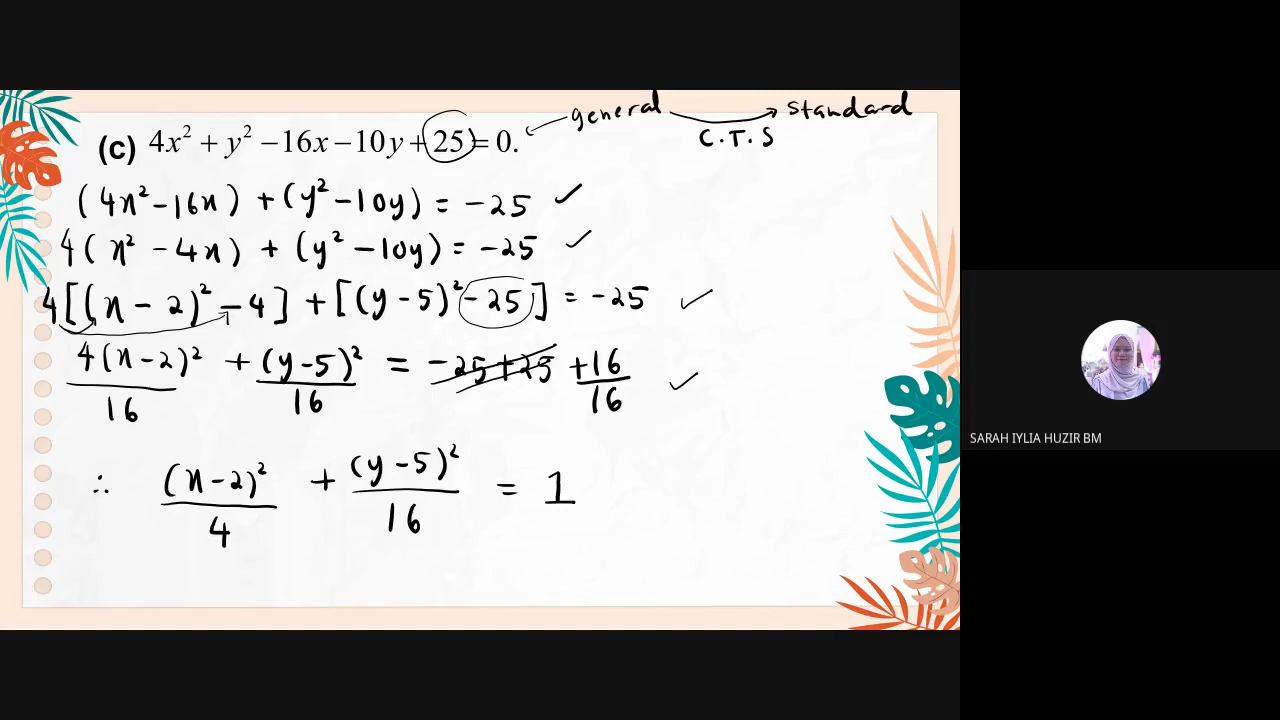 general → standard
C.T.S
(c) 4x² + y² −16x −10y + 25 = 0.
(4x² − 16x) + (y² − 10y) = −25 ✓
4(x² − 4x) + (y² − 10y) = −25 ✓
4[(x − 2)² − 4] + [(y − 5)² − 25] = −25 ✓
4(x − 2)²/16 + (y − 5)²/16 = −25 + 25 + 16/16 ✓
∴ (x − 2)²/4 + (y − 5)²/16 = 1
SARAH IYLIA HUZIR BM